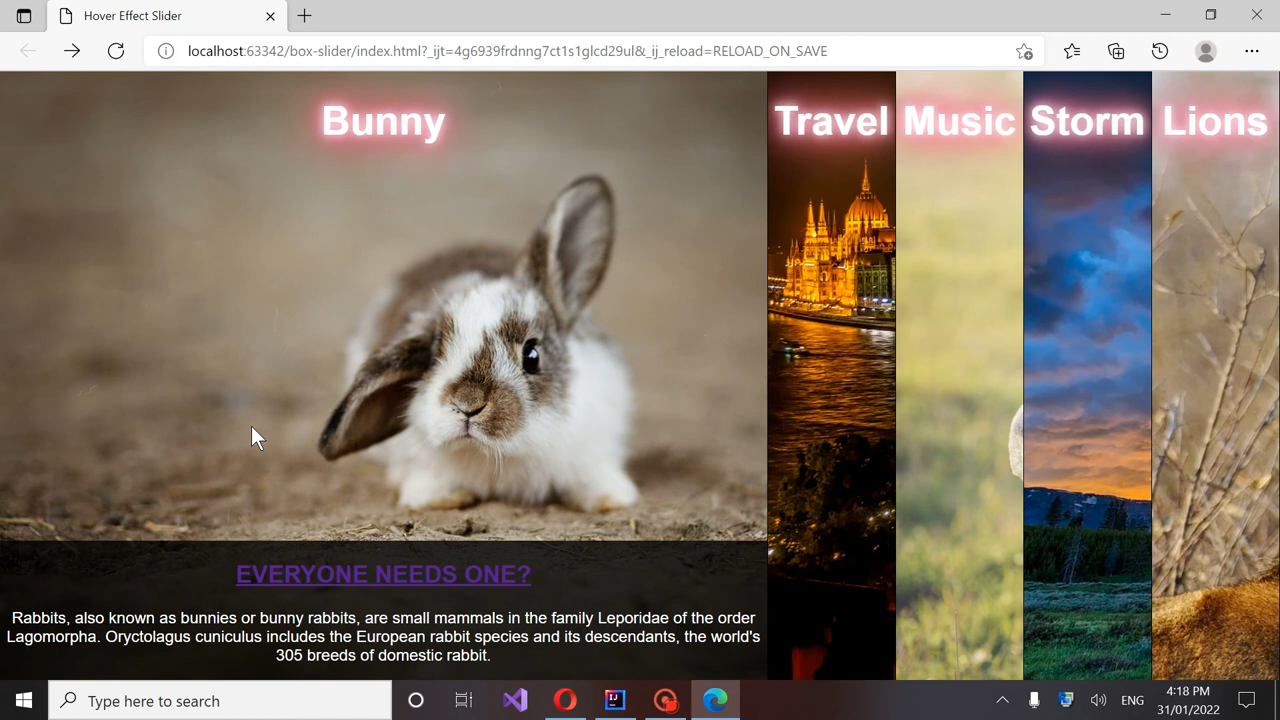 Hover Effect Slider
localhost:63342/box-slider/index.html?_ijt=4g6939frdnng7ct1s1glcd29ul&_ij_reload=RELOAD_ON_SAVE
Bunny
Travel
Music
Storm
Lions
EVERYONE NEEDS ONE?
Rabbits, also known as bunnies or bunny rabbits, are small mammals in the family Leporidae of the order
Lagomorpha. Oryctolagus cuniculus includes the European rabbit species and its descendants, the world's
305 breeds of domestic rabbit.
Type here to search
ENG
4:18 PM
31/01/2022